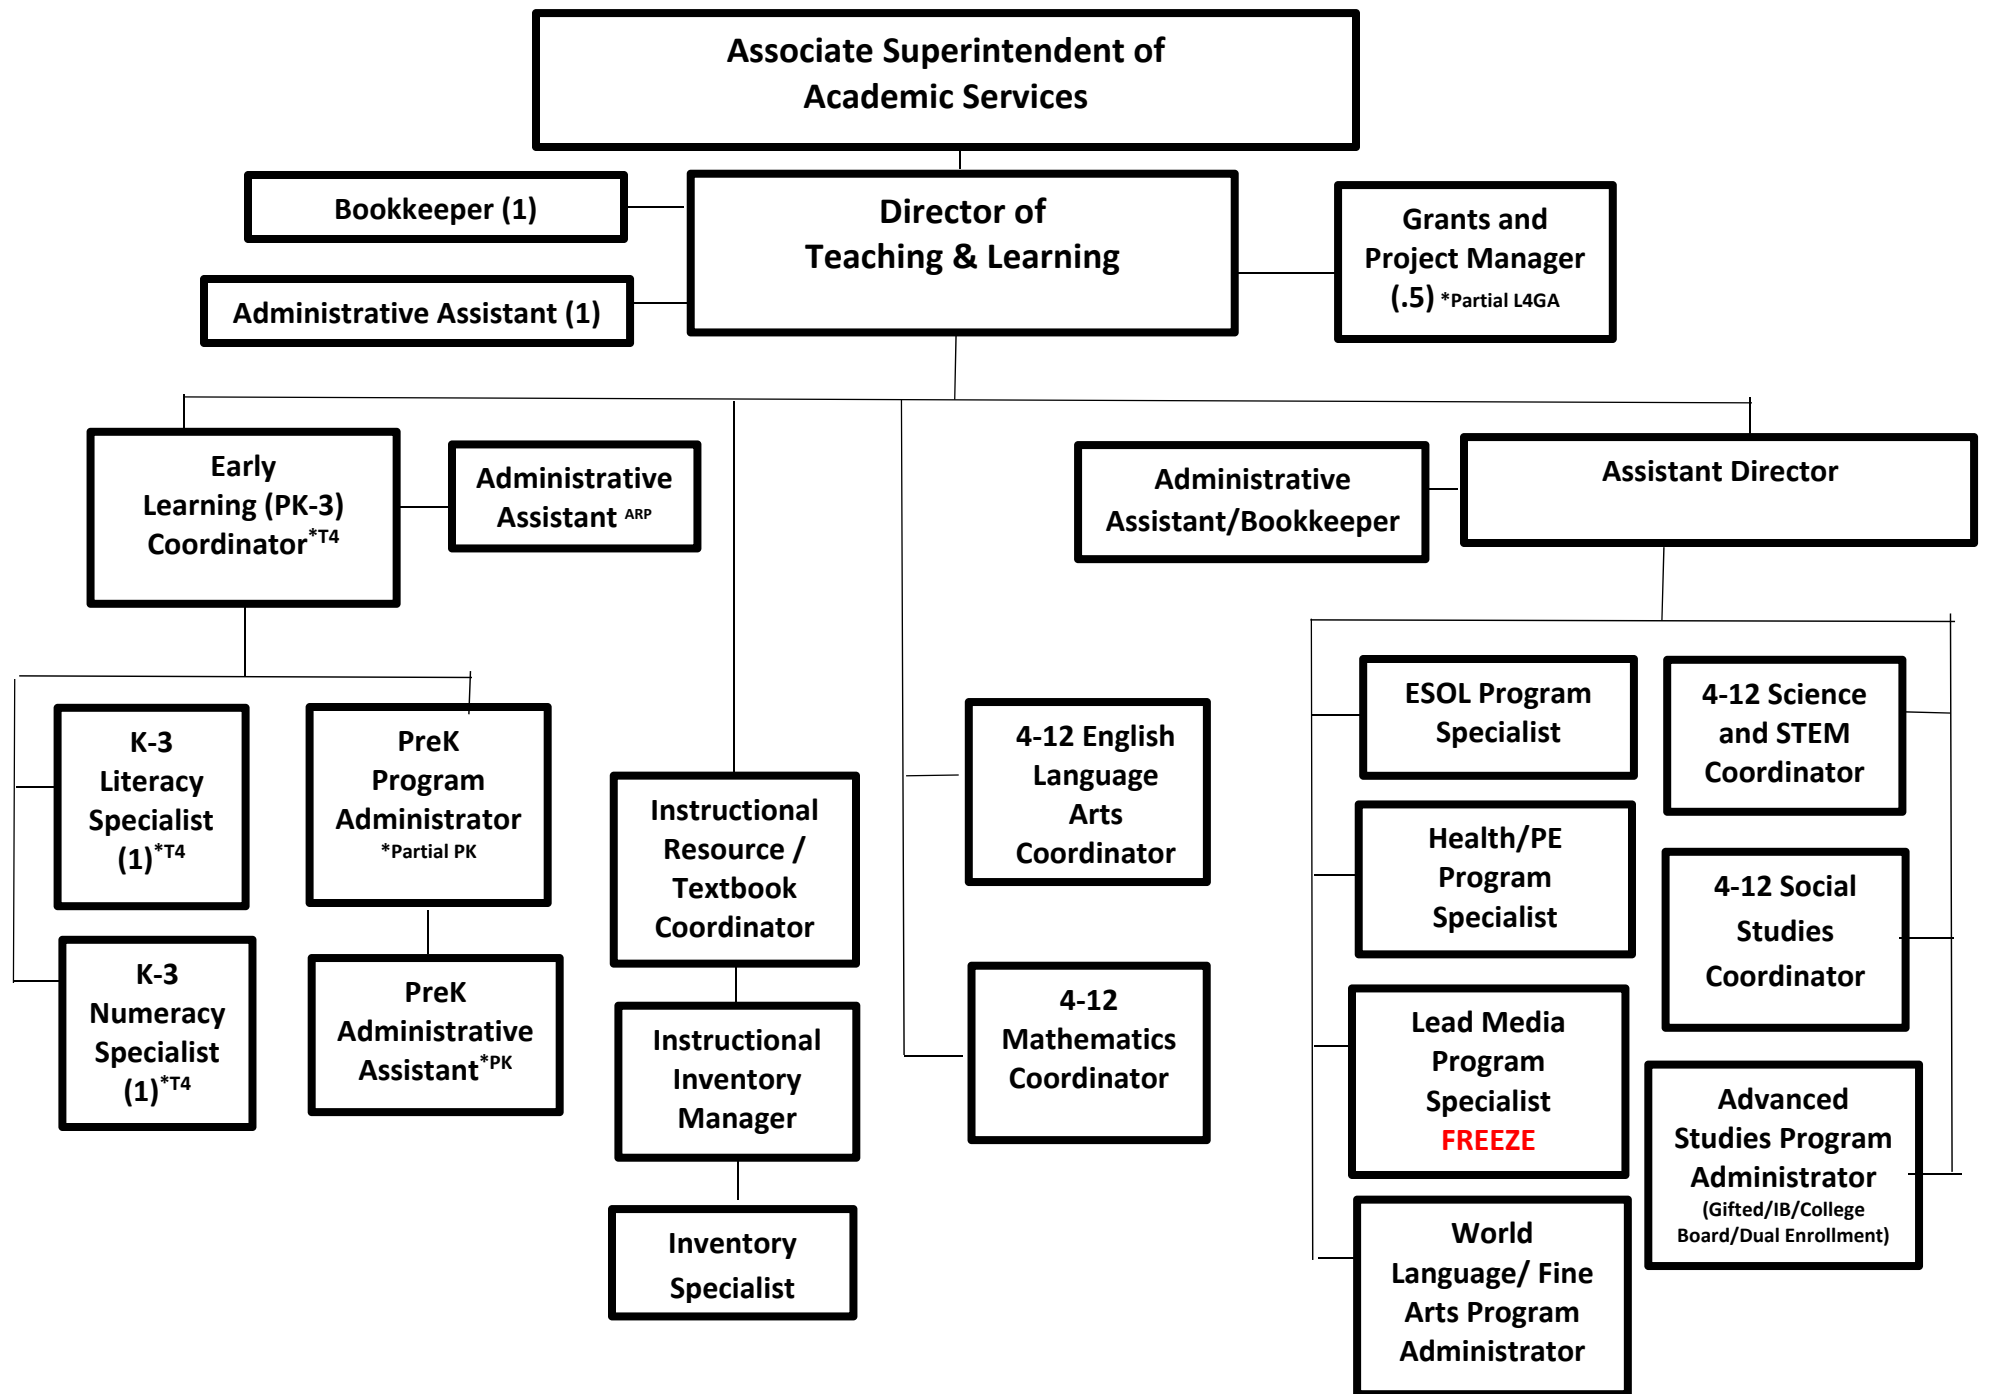 Associate Superintendent of
Academic Services
Bookkeeper (1)
Director of
Teaching & Learning
Grants and
Project Manager
(.5) *Partial L4GA
Administrative Assistant (1)
Early
Learning (PK-3)
Coordinator*T4
Administrative
Assistant ARP
Administrative
Assistant/Bookkeeper
Assistant Director
K-3
Literacy
Specialist
(1)*T4
PreK
Program
Administrator
*Partial PK
K-3
Numeracy
Specialist
(1)*T4
PreK
Administrative
Assistant*PK
Instructional
Resource /
Textbook
Coordinator
Instructional
Inventory
Manager
Inventory
Specialist
4-12 English
Language
Arts
Coordinator
4-12
Mathematics
Coordinator
ESOL Program
Specialist
Health/PE
Program
Specialist
Lead Media
Program
Specialist
FREEZE
World
Language/ Fine
Arts Program
Administrator
4-12 Science
and STEM
Coordinator
4-12 Social
Studies
Coordinator
Advanced
Studies Program
Administrator
(Gifted/IB/College
Board/Dual Enrollment)